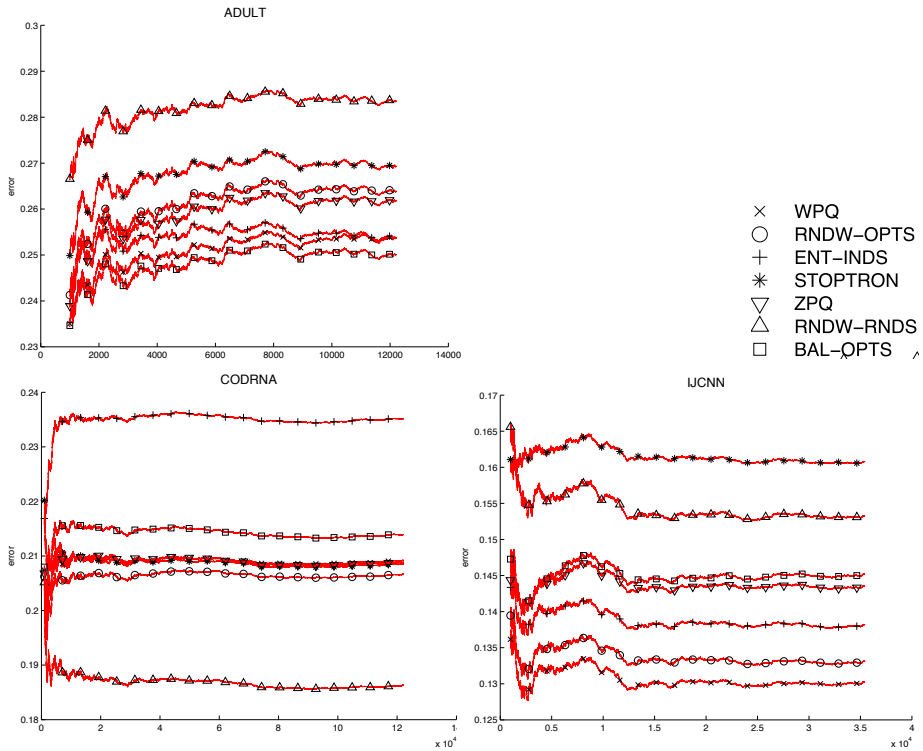 ADULT
0.3
0.29
0.28
0.27
0.26
0.25
0.24
0.23
error
0 2000 4000 6000 8000 10000 12000 14000
WPQ
RNDW−OPTS
ENT−INDS
STOPTRON
ZPQ
RNDW−RNDS
BAL−OPTS
CODRNA
0.24
0.23
0.22
0.21
0.2
0.19
0.18
error
0 2 4 6 8 10 12 14
x 10^4
IJCNN
0.17
0.165
0.16
0.155
0.15
0.145
0.14
0.135
0.13
0.125
error
0 0.5 1 1.5 2 2.5 3 3.5 4
x 10^4